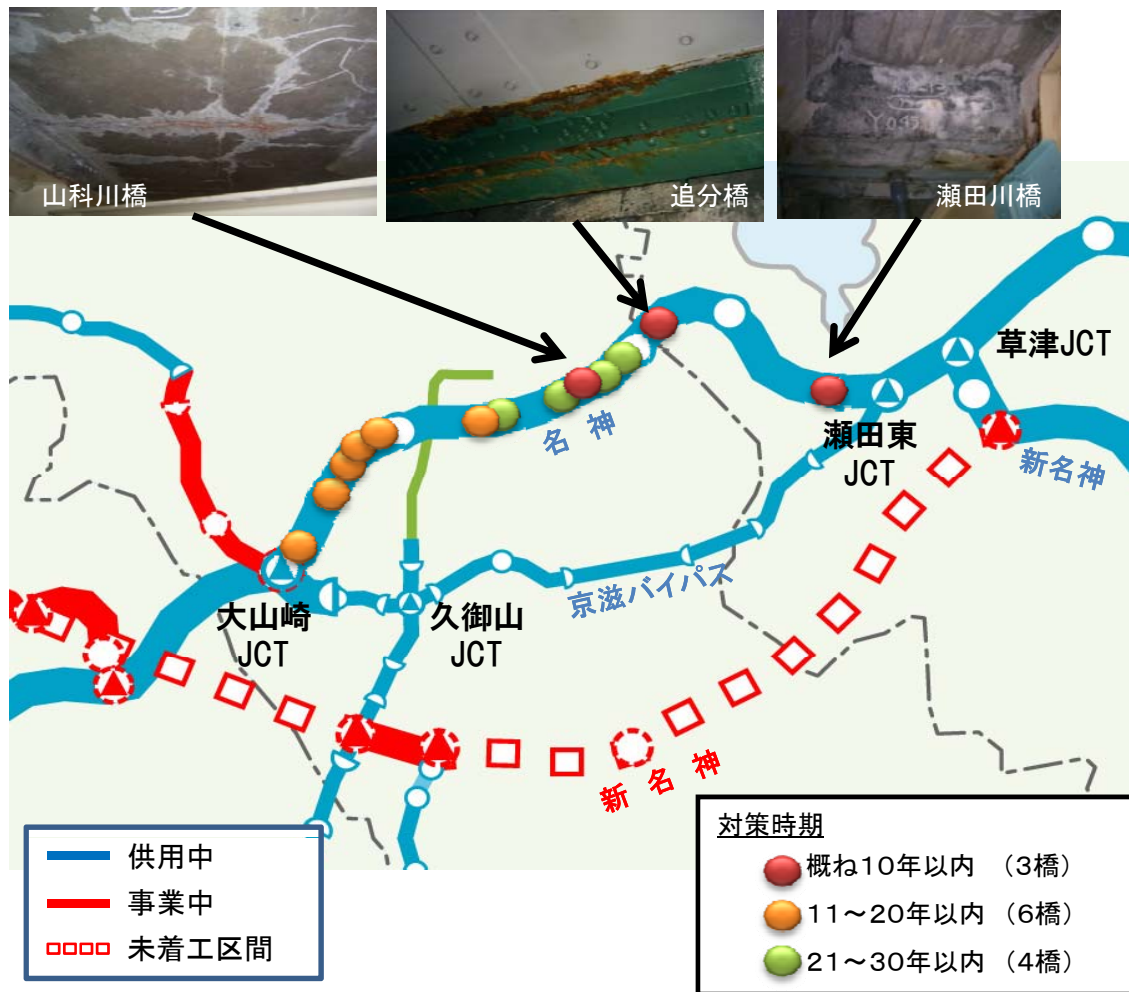 山科川橋
追分橋
瀬田川橋
草津JCT
名神
瀬田東
JCT
新名神
京滋バイパス
大山崎
JCT
久御山
JCT
新名神
供用中
事業中
未着工区間
対策時期
概ね10年以内 (3橋)
11~20年以内 (6橋)
21~30年以内 (4橋)